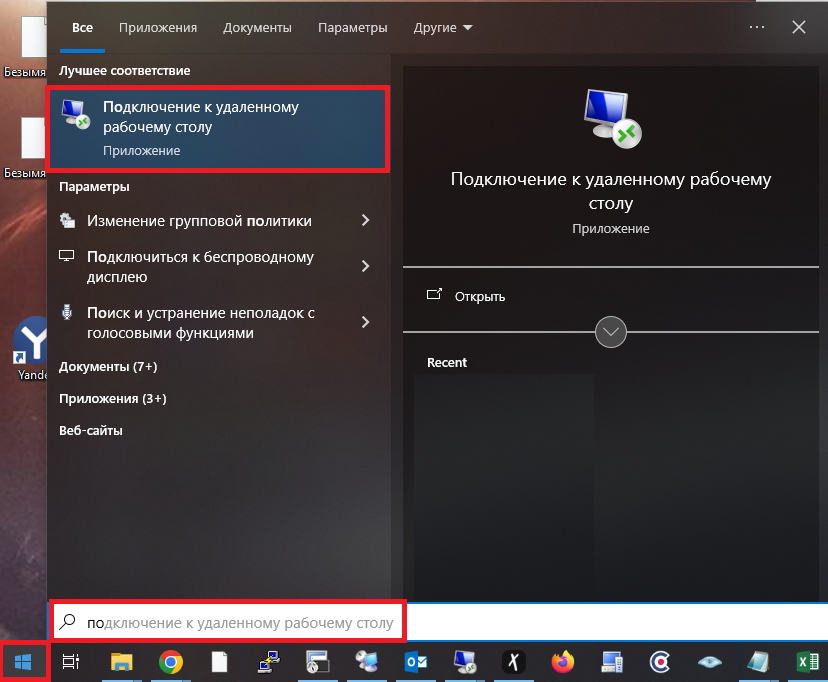 Все Приложения Документы Параметры Другие
Лучшее соответствие
Подключение к удаленному
рабочему столу
Приложение
Параметры
Изменение групповой политики
Подключиться к беспроводному
дисплею
Поиск и устранение неполадок с
голосовыми функциями
Документы (7+)
Приложения (3+)
Веб-сайты
Подключение к удаленному рабочему
столу
Приложение
Открыть
Recent
Безымя
Безымя
Yande
подключение к удаленному рабочему столу